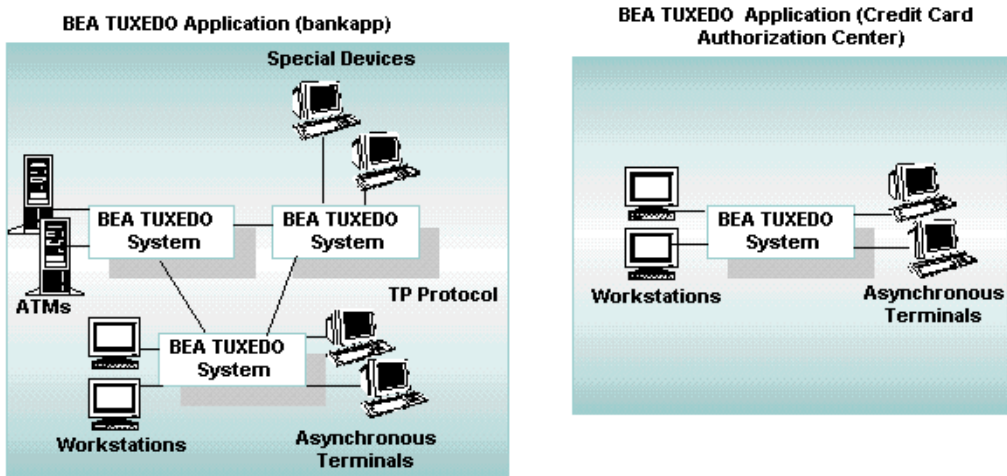 BEA TUXEDO Application (bankapp)
Special Devices
BEA TUXEDO
System
BEA TUXEDO
System
ATMs
TP Protocol
BEA TUXEDO
System
Workstations
Asynchronous
Terminals
BEA TUXEDO  Application (Credit Card
Authorization Center)
BEA TUXEDO
System
Workstations
Asynchronous
Terminals